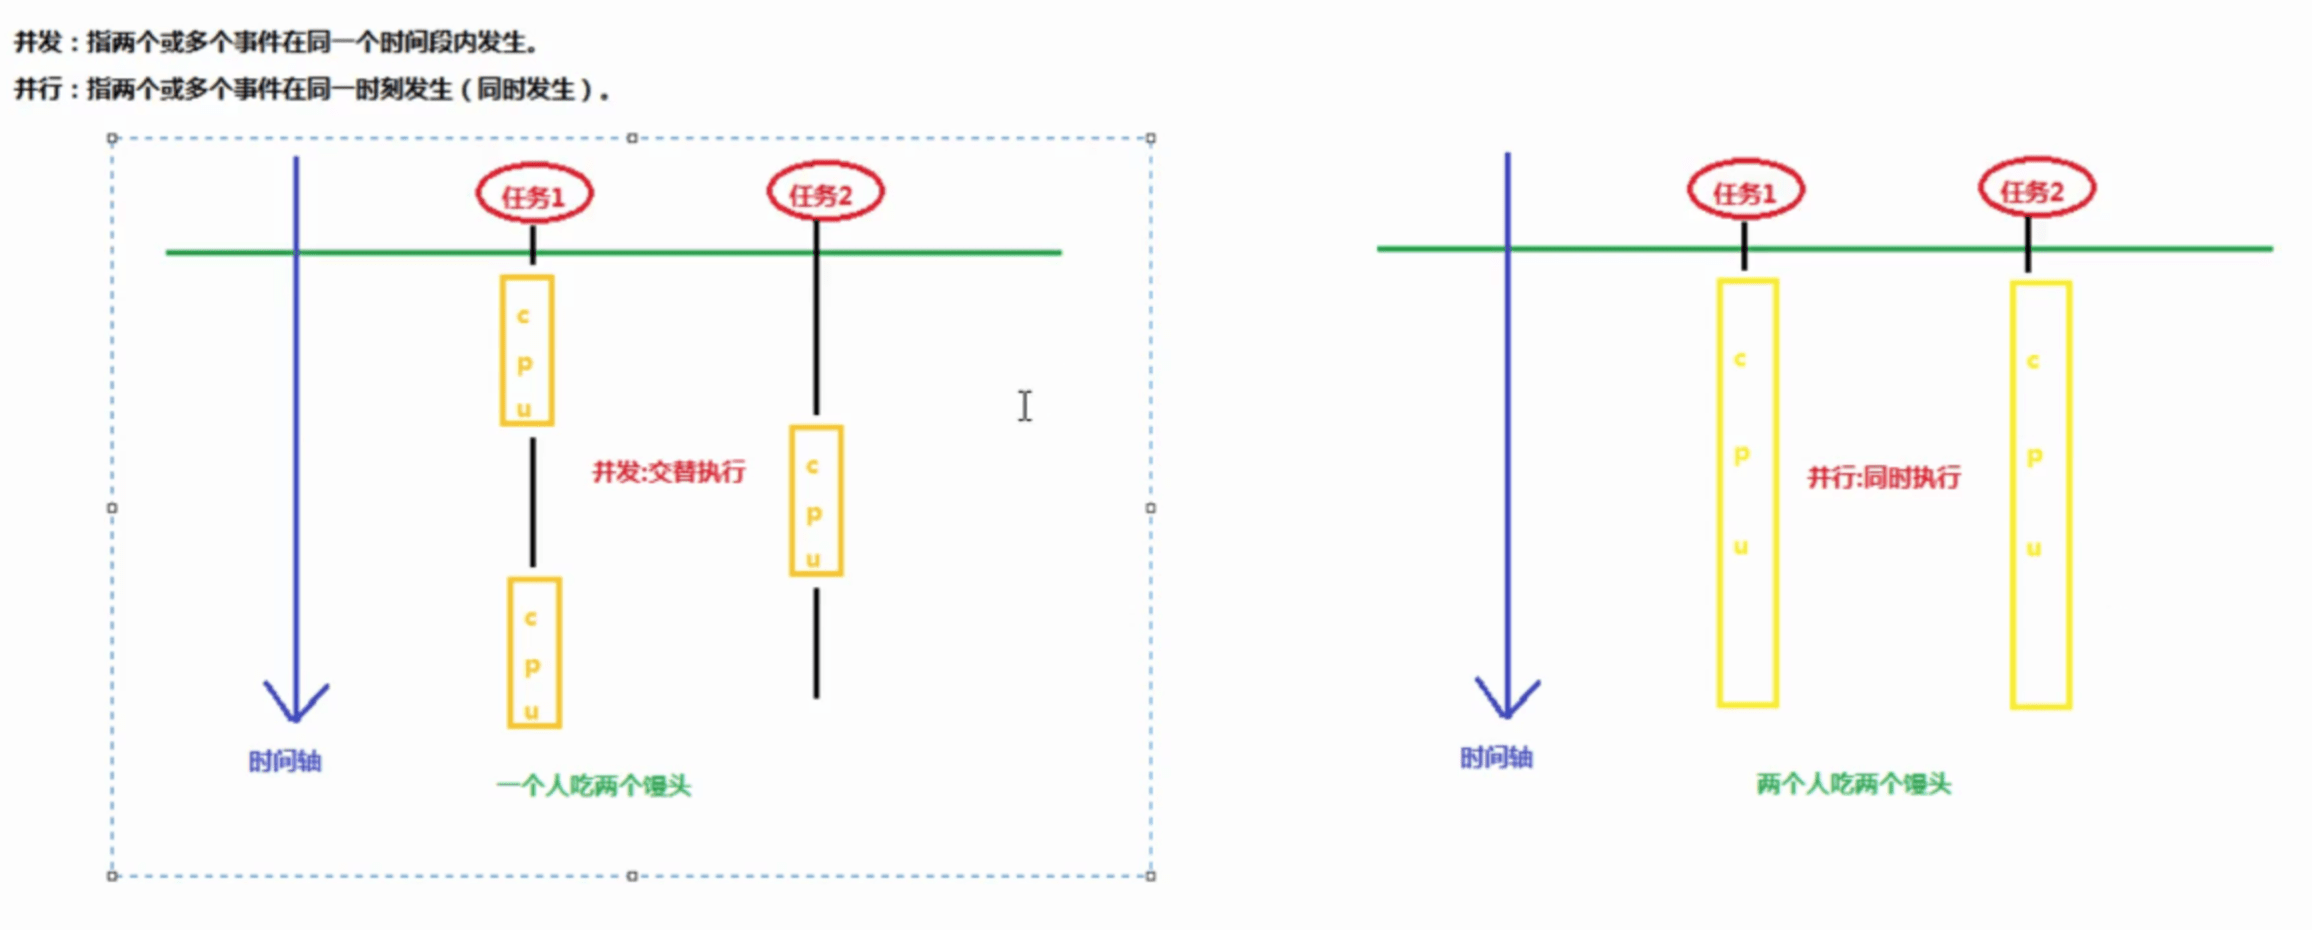 并发：指两个或多个事件在同一个时间段内发生。
并行：指两个或多个事件在同一时刻发生（同时发生）。
任务1
任务2
c
p
u
c
p
u
并发:交替执行
c
p
u
时间轴
一个人吃两个馒头
任务1
任务2
c
p
u
c
p
u
并行:同时执行
时间轴
两个人吃两个馒头